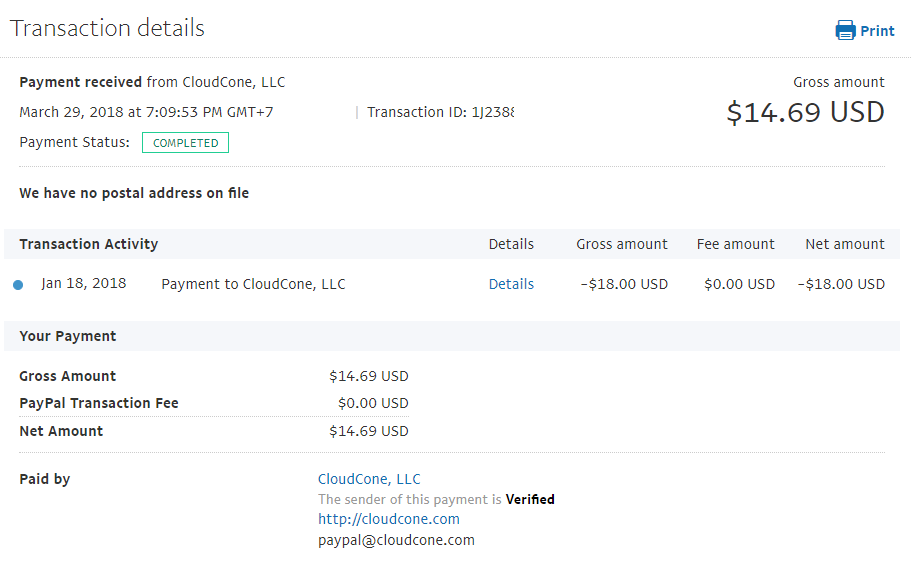 Transaction details
Print
Payment received from CloudCone, LLC
Gross amount
March 29, 2018 at 7:09:53 PM GMT+7 | Transaction ID: 1J238
$14.69 USD
Payment Status: COMPLETED
We have no postal address on file
Transaction Activity Details Gross amount Fee amount Net amount
Jan 18, 2018 Payment to CloudCone, LLC Details -$18.00 USD $0.00 USD -$18.00 USD
Your Payment
Gross Amount $14.69 USD
PayPal Transaction Fee $0.00 USD
Net Amount $14.69 USD
Paid by CloudCone, LLC
The sender of this payment is Verified
http://cloudcone.com
paypal@cloudcone.com